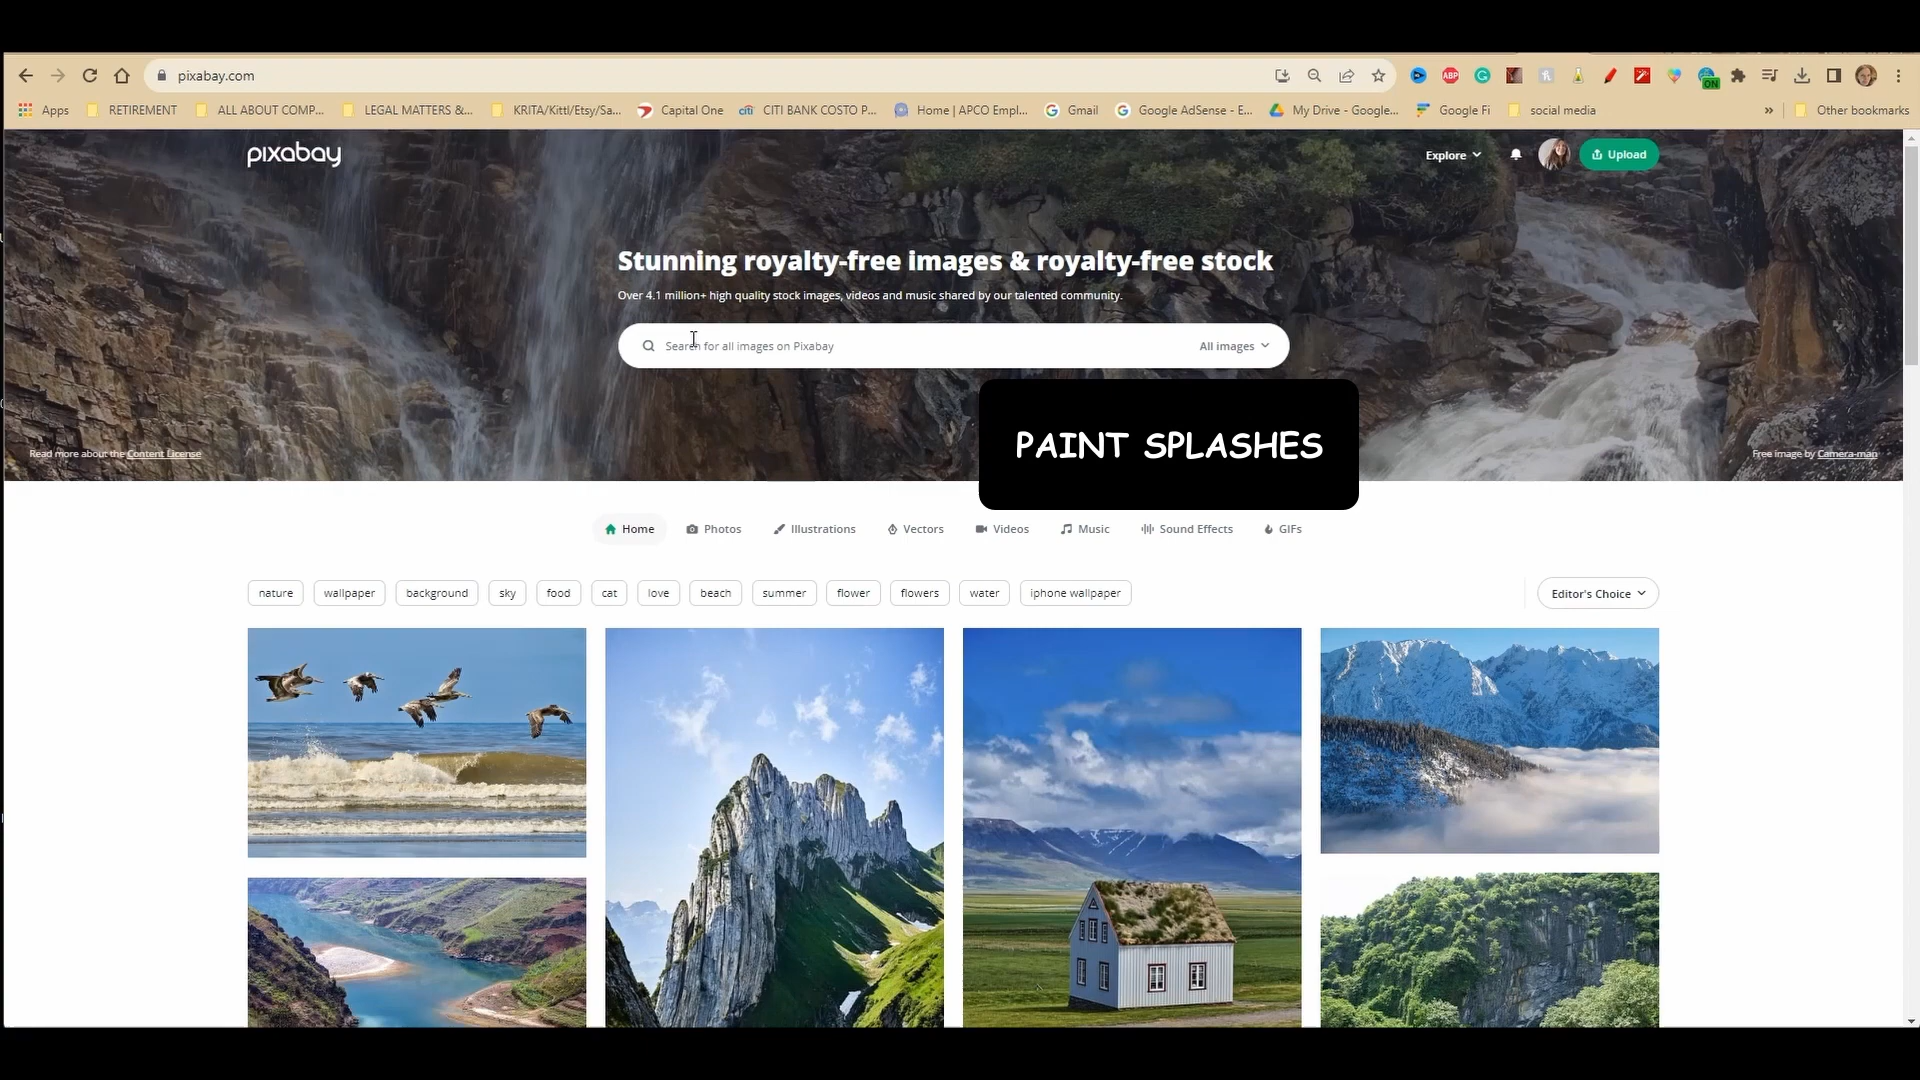 pixabay.com
ABP
ON
Apps
RETIREMENT
ALL ABOUT COMP...
LEGAL MATTERS &...
KRITA/Kittl/Etsy/Sa...
Capital One
citi
CITI BANK COSTO P...
Home | APCO Empl...
Gmail
Google AdSense - E...
My Drive - Google...
Google Fi
social media
»
Other bookmarks
pixabay
Explore
Upload
Stunning royalty-free images & royalty-free stock
Over 4.1 million+ high quality stock images, videos and music shared by our talented community.
Search for all images on Pixabay
All images
PAINT SPLASHES
Read more about the Content License
Free image by Camera-man
Home
Photos
Illustrations
Vectors
Videos
Music
Sound Effects
GIFs
nature
wallpaper
background
sky
food
cat
love
beach
summer
flower
flowers
water
iphone wallpaper
Editor's Choice